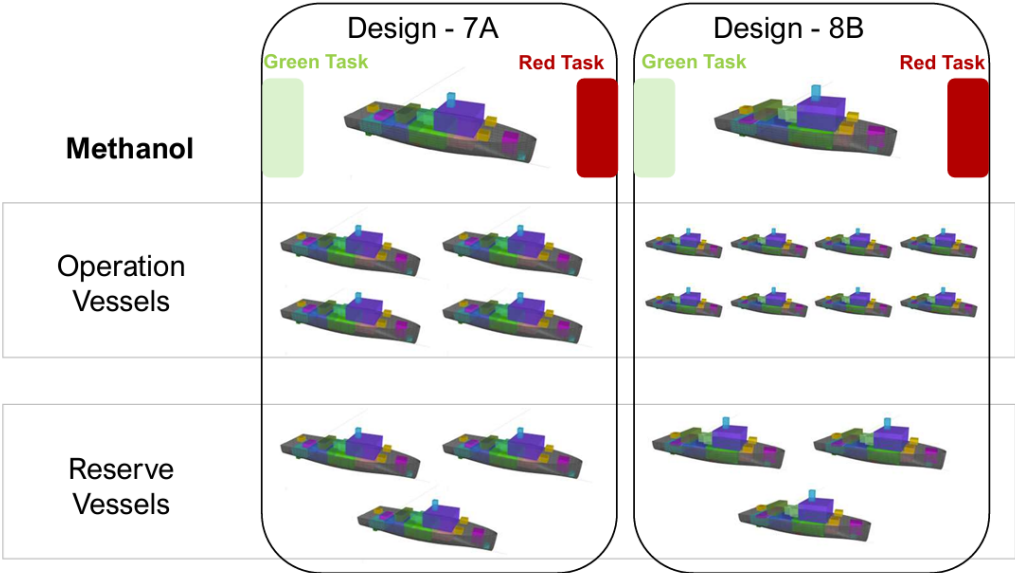 Design - 7A
Design - 8B
Green Task
Red Task
Green Task
Red Task
Methanol
Operation
Vessels
Reserve
Vessels